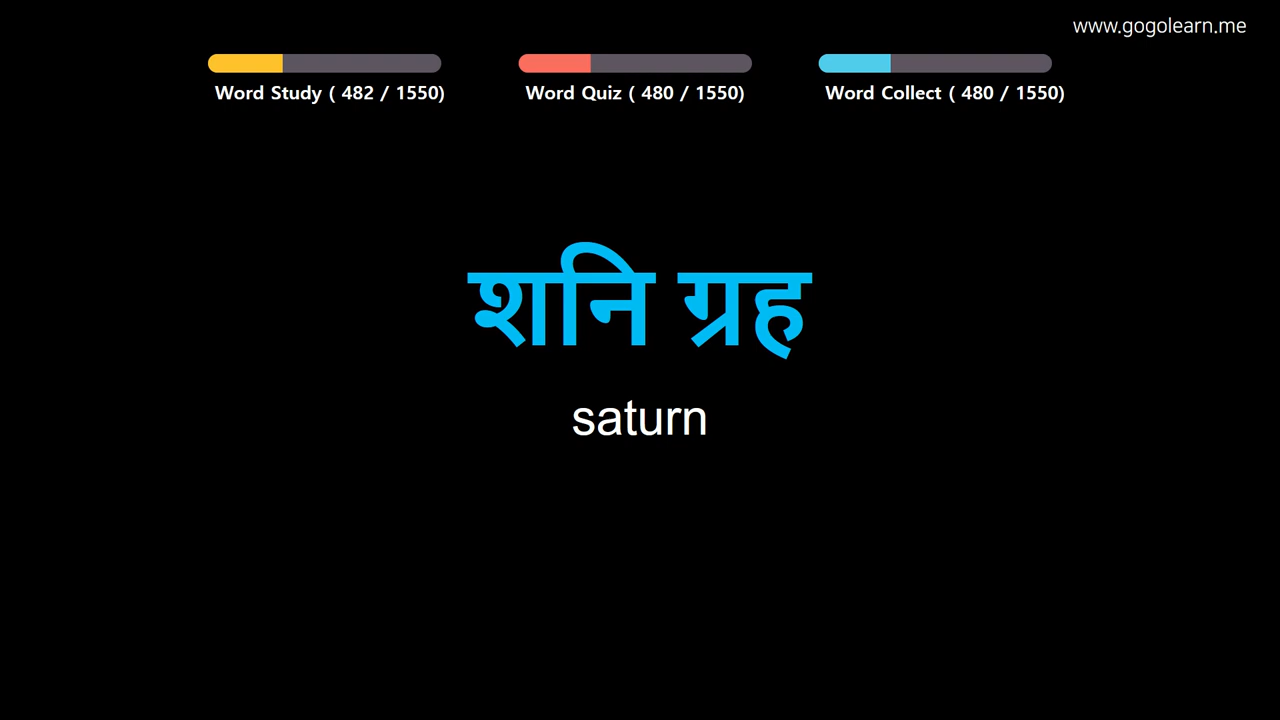 www.gogolearn.me
Word Study ( 482 / 1550)
Word Quiz ( 480 / 1550)
Word Collect ( 480 / 1550)
शनि ग्रह
saturn